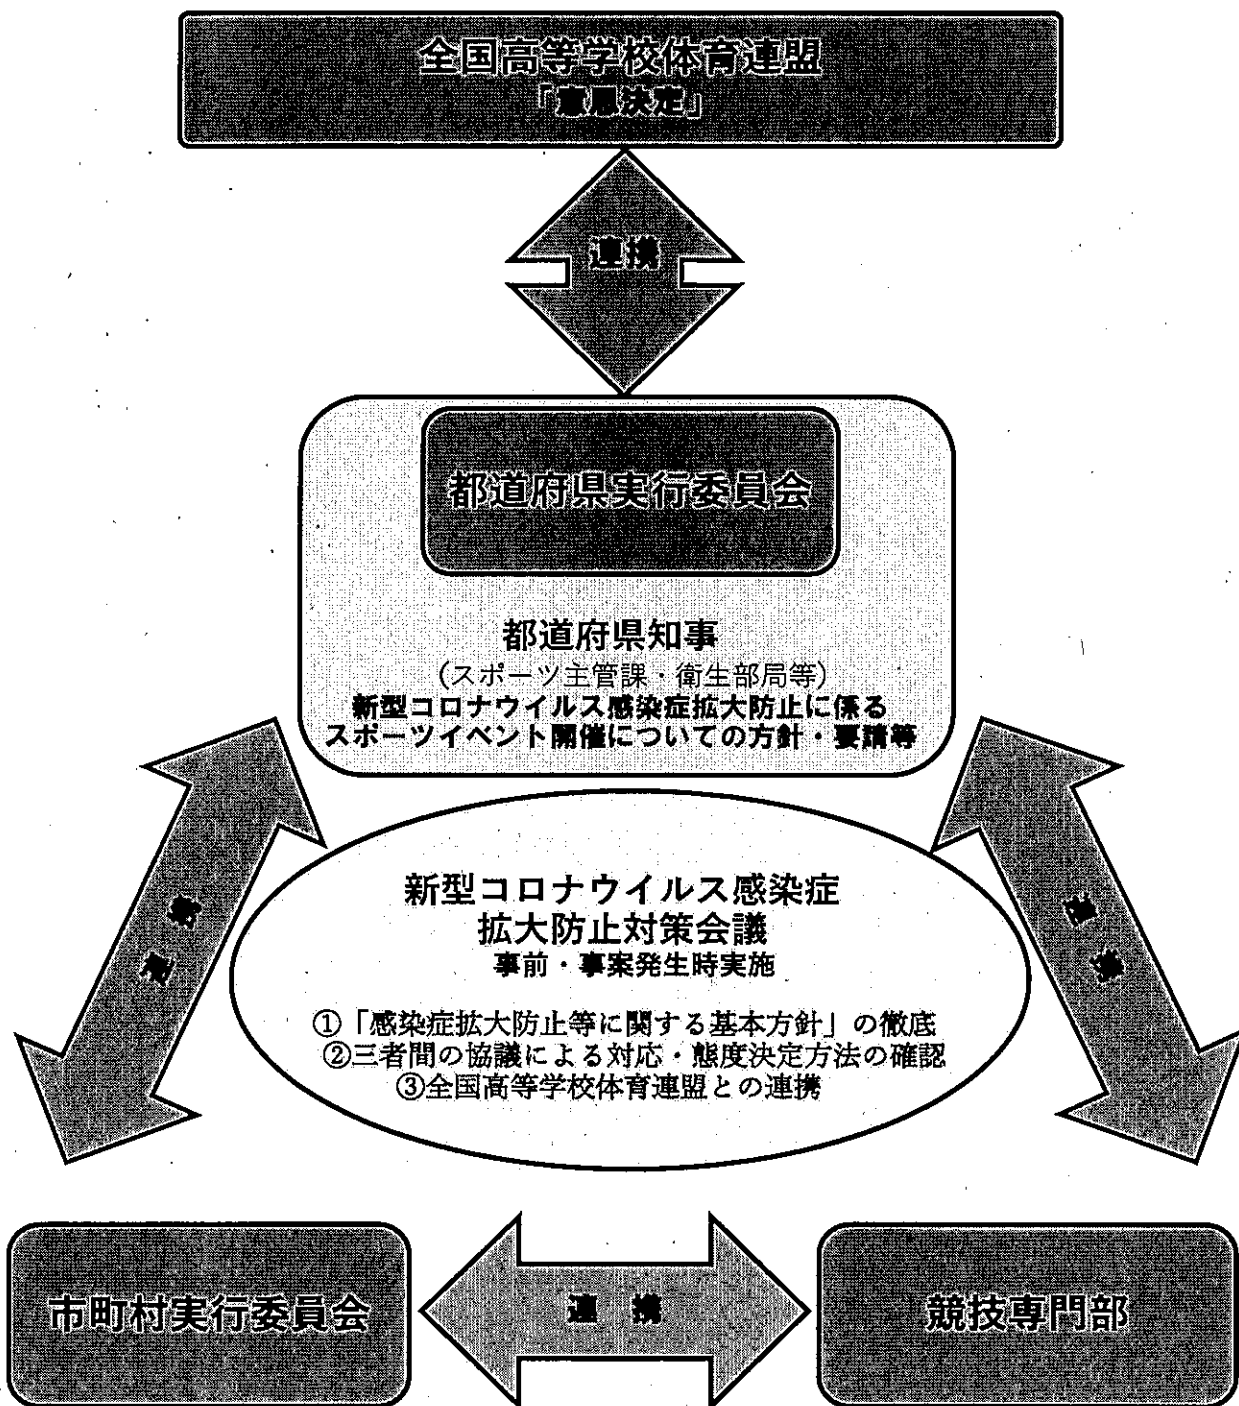 全国高等学校体育連盟
「意思決定」
連携
都道府県実行委員会
都道府県知事
（スポーツ主管課・衛生部局等）
新型コロナウイルス感染症拡大防止に係る
スポーツイベント開催についての方針・要請等
連携
連携
新型コロナウイルス感染症
拡大防止対策会議
事前・事案発生時実施
①「感染症拡大防止等に関する基本方針」の徹底
②三者間の協議による対応・態度決定方法の確認
③全国高等学校体育連盟との連携
市町村実行委員会
連　携
競技専門部